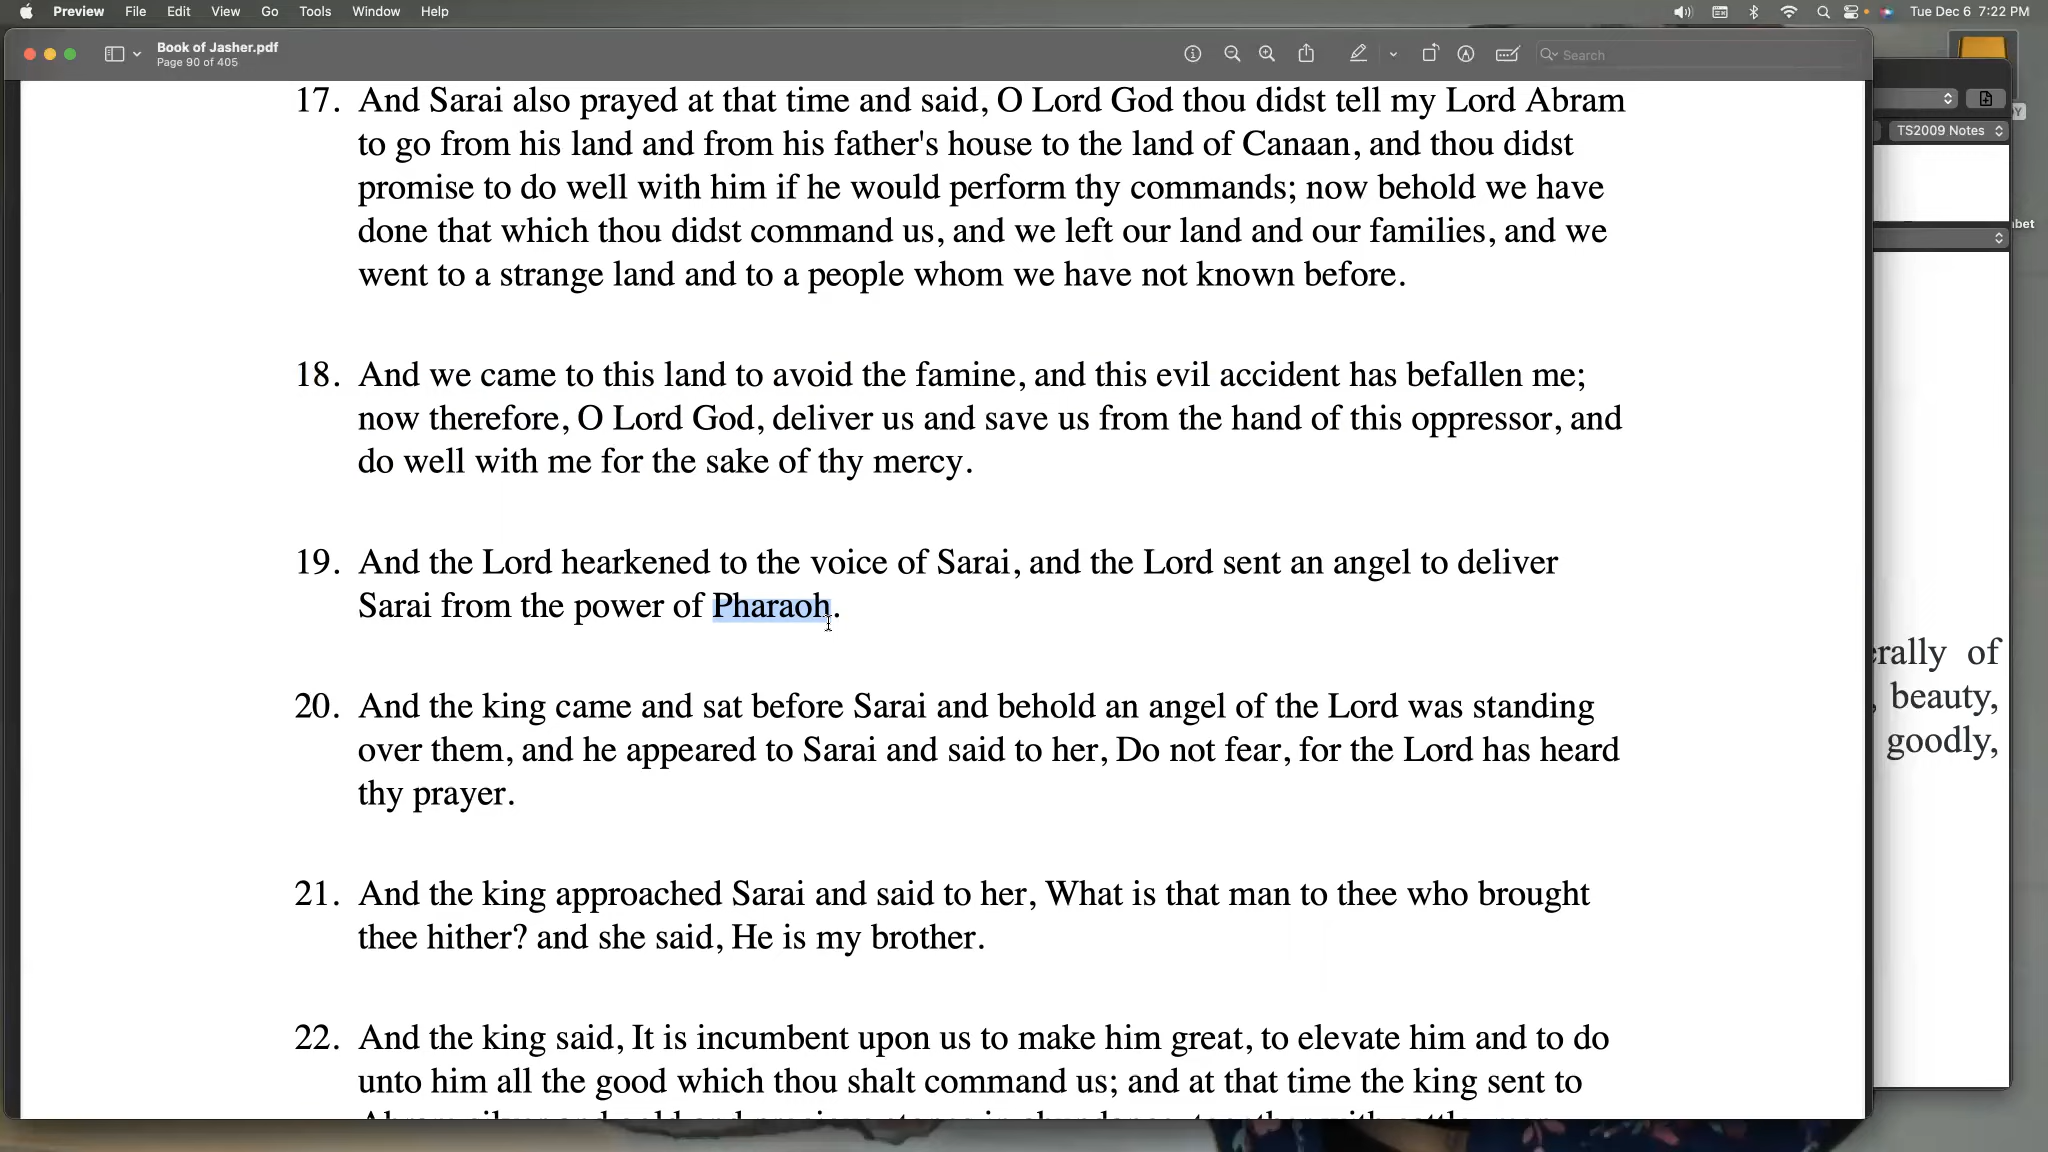 Preview File Edit View Go Tools Window Help
Tue Dec 6 7:22 PM
Book of Jasher.pdf
Page 90 of 405
Search
17. And Sarai also prayed at that time and said, O Lord God thou didst tell my Lord Abram
to go from his land and from his father's house to the land of Canaan, and thou didst
promise to do well with him if he would perform thy commands; now behold we have
done that which thou didst command us, and we left our land and our families, and we
went to a strange land and to a people whom we have not known before.
18. And we came to this land to avoid the famine, and this evil accident has befallen me;
now therefore, O Lord God, deliver us and save us from the hand of this oppressor, and
do well with me for the sake of thy mercy.
19. And the Lord hearkened to the voice of Sarai, and the Lord sent an angel to deliver
Sarai from the power of Pharaoh.
20. And the king came and sat before Sarai and behold an angel of the Lord was standing
over them, and he appeared to Sarai and said to her, Do not fear, for the Lord has heard
thy prayer.
21. And the king approached Sarai and said to her, What is that man to thee who brought
thee hither? and she said, He is my brother.
22. And the king said, It is incumbent upon us to make him great, to elevate him and to do
unto him all the good which thou shalt command us; and at that time the king sent to
TS2009 Notes
of
beauty,
goodly,